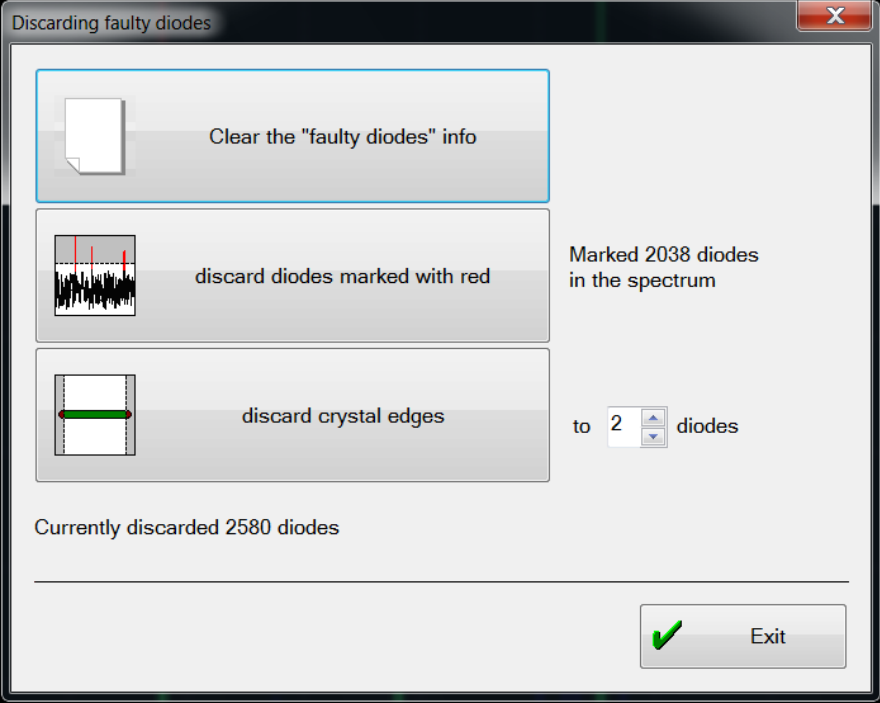 Discarding faulty diodes
Clear the "faulty diodes" info
discard diodes marked with red
Marked 2038 diodes
in the spectrum
discard crystal edges
to 2 diodes
Currently discarded 2580 diodes
Exit